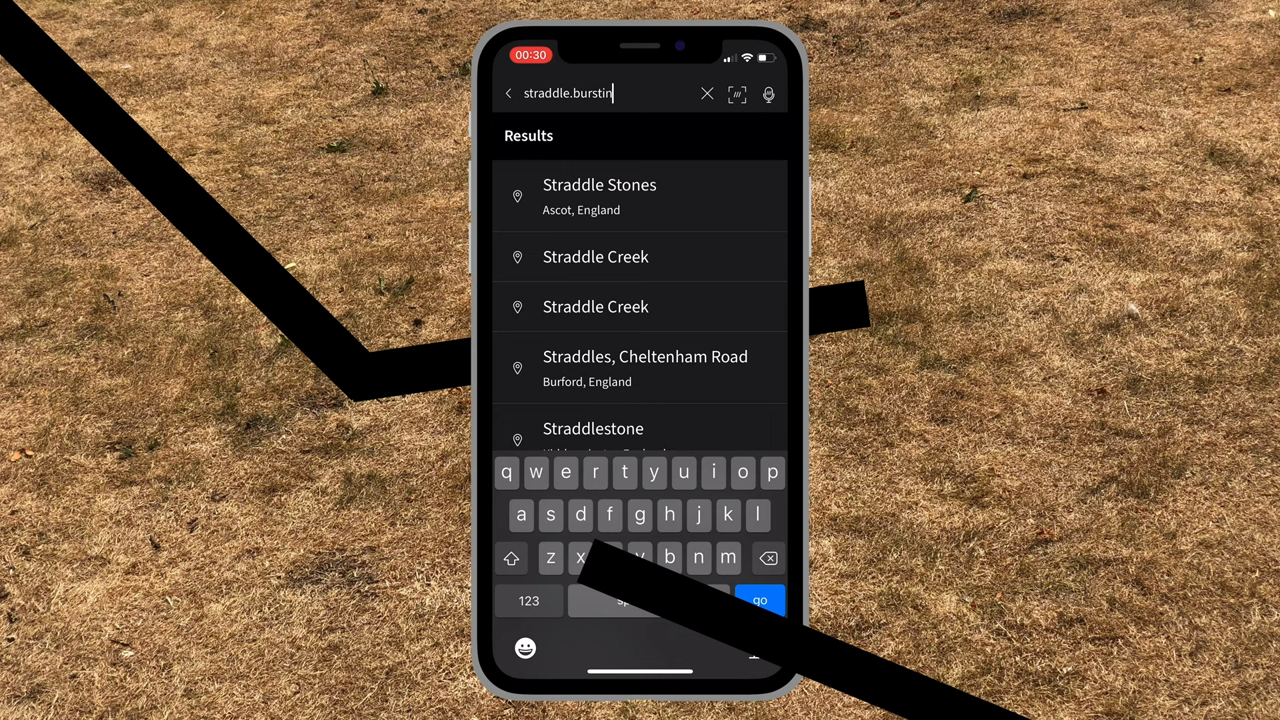 00:30
straddle.burstin
Results
Straddle Stones
Ascot, England
Straddle Creek
Straddle Creek
Straddles, Cheltenham Road
Burford, England
Straddlestone
q w e r t y u i o p
a s d f g h j k l
z x b n m
123 go